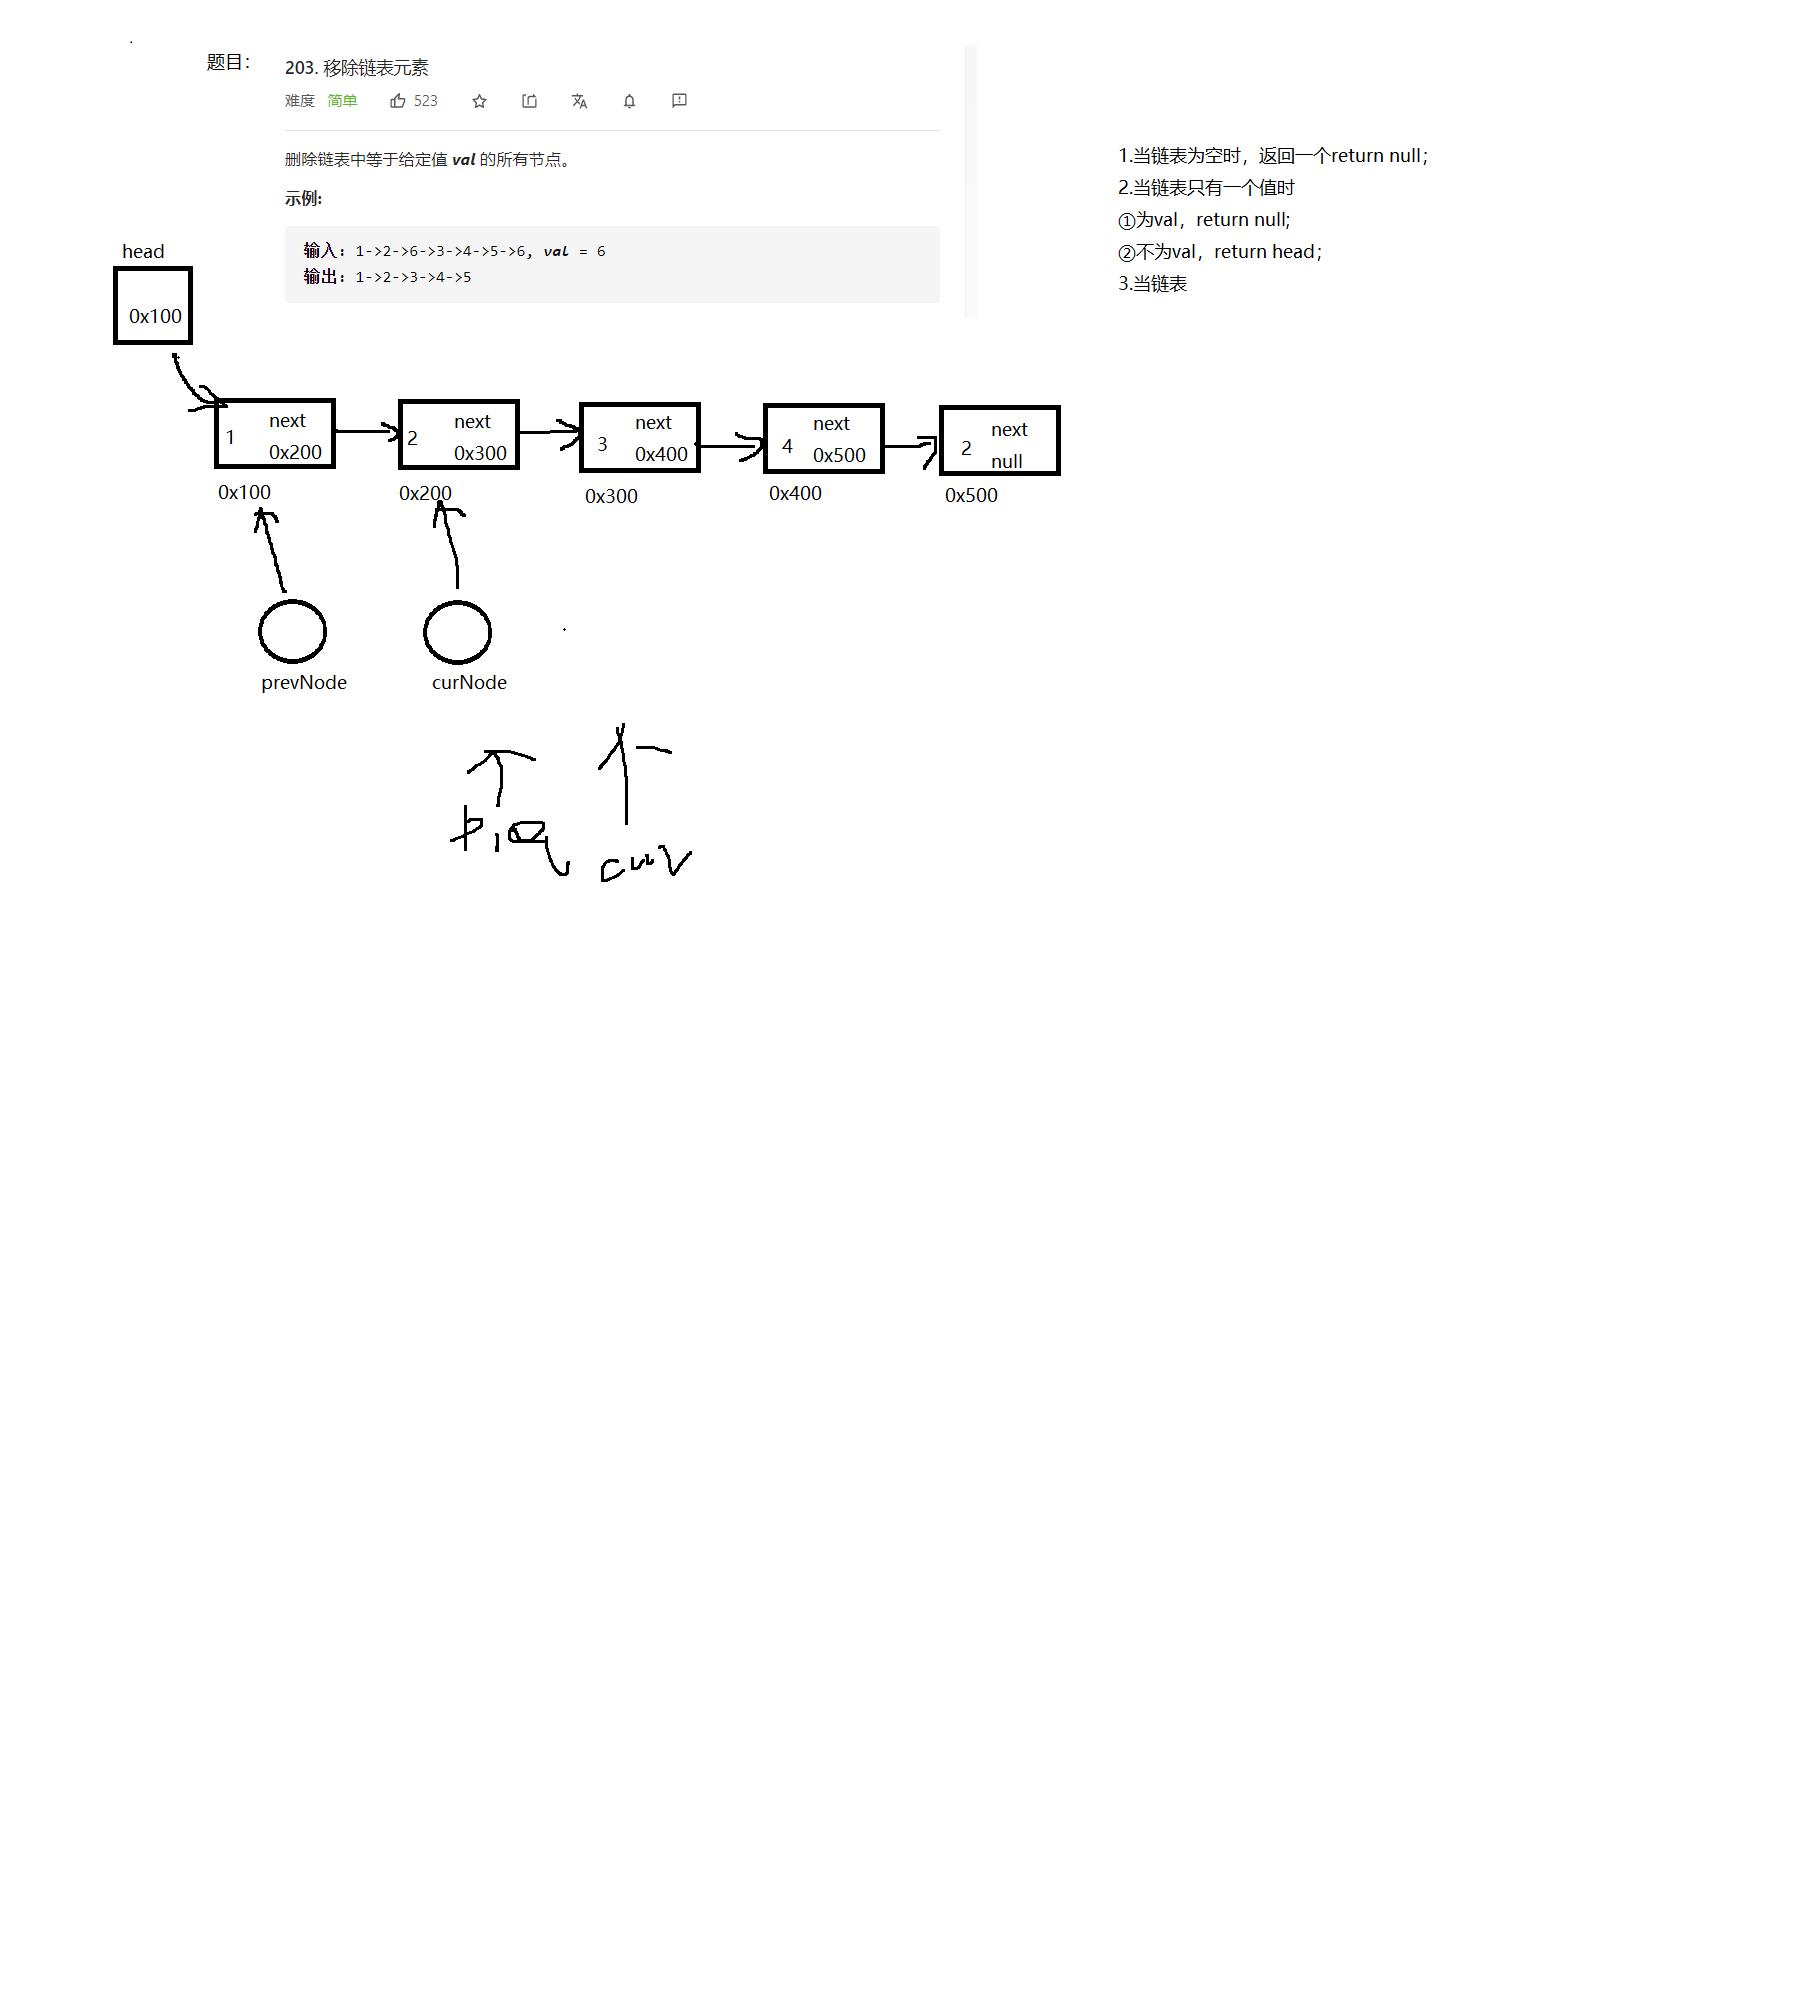 题目：
203. 移除链表元素
难度 简单 523
删除链表中等于给定值 val 的所有节点。
示例:
输入: 1->2->6->3->4->5->6, val = 6
输出: 1->2->3->4->5
1.当链表为空时，返回一个return null；
2.当链表只有一个值时
①为val，return null;
②不为val，return head；
3.当链表
head
0x100
1 next 0x200
2 next 0x300
3 next 0x400
4 next 0x500
2 next null
0x100
0x200
0x300
0x400
0x500
prevNode
curNode